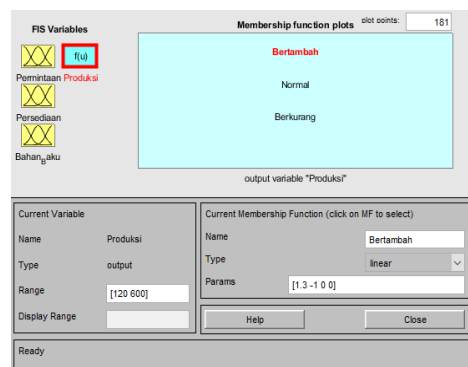 FIS Variables
Membership function plots
plot points:
181
f(u)
Permintaan
Produksi
Persediaan
Bahan_Baku
Bertambah
Normal
Berkurang
output variable "Produksi"
Current Variable
Name
Produksi
Type
output
Range
[120 600]
Display Range
Current Membership Function (click on MF to select)
Name
Bertambah
Type
linear
Params
[1.3 -1 0 0]
Help
Close
Ready